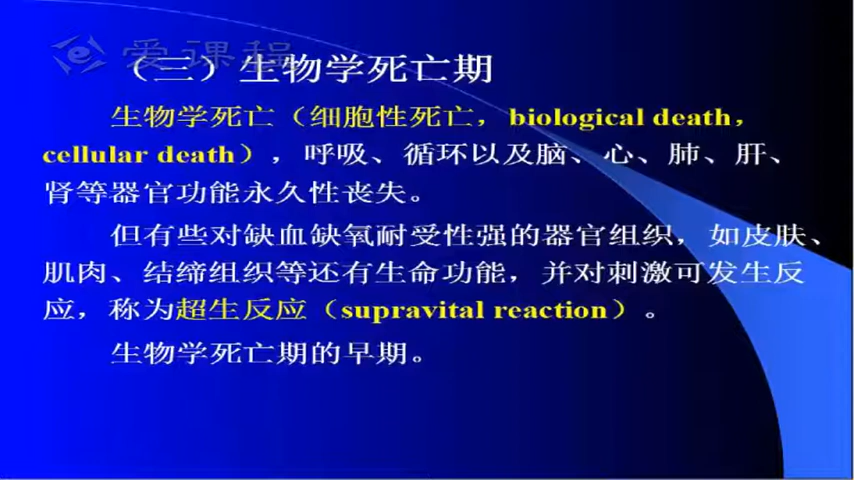 爱课程
（三）生物学死亡期
生物学死亡（细胞性死亡，biological death，
cellular death），呼吸、循环以及脑、心、肺、肝、
肾等器官功能永久性丧失。
但有些对缺血缺氧耐受性强的器官组织，如皮肤、
肌肉、结缔组织等还有生命功能，并对刺激可发生反
应，称为超生反应（supravital reaction）。
生物学死亡期的早期。